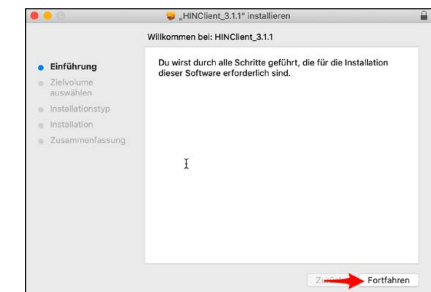 „HINClient_3.1.1“ installieren
Willkommen bei: HINClient_3.1.1
Einführung
Zielvolume
auswählen
Installationstyp
Installation
Zusammenfassung
Du wirst durch alle Schritte geführt, die für die Installation
dieser Software erforderlich sind.
Fortfahren